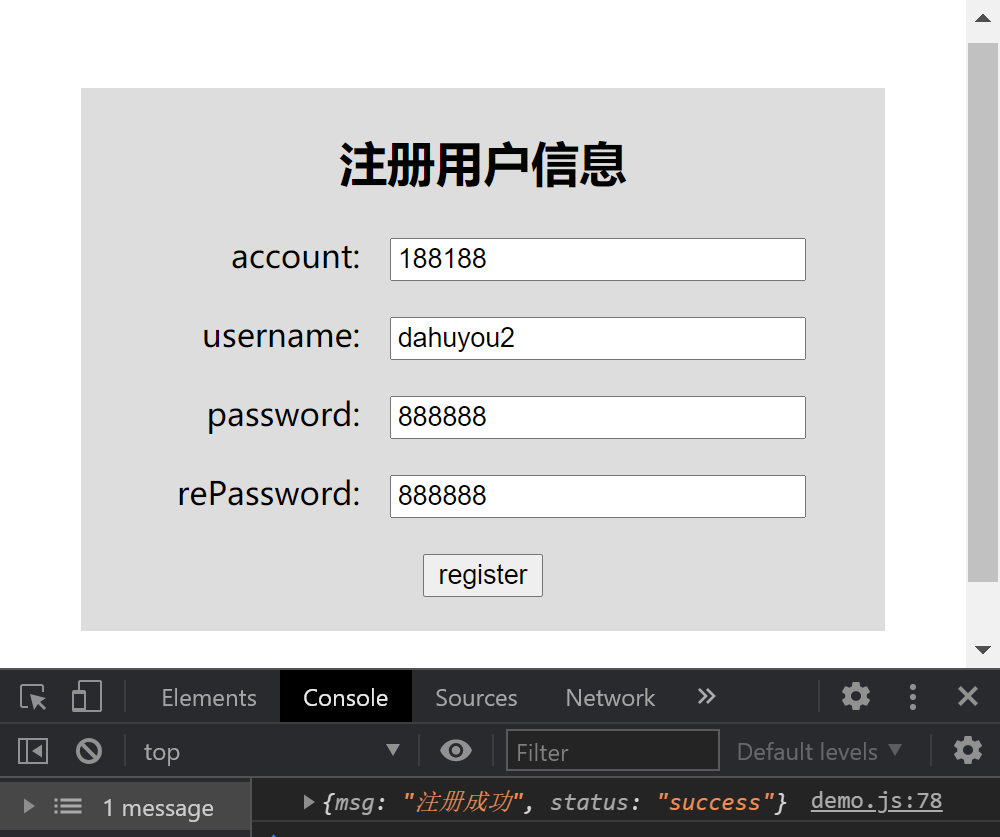 注册用户信息
account: 188188
username: dahuyou2
password: 888888
rePassword: 888888
register
Elements Console Sources Network
top Filter Default levels
1 message {msg: "注册成功", status: "success"} demo.js:78